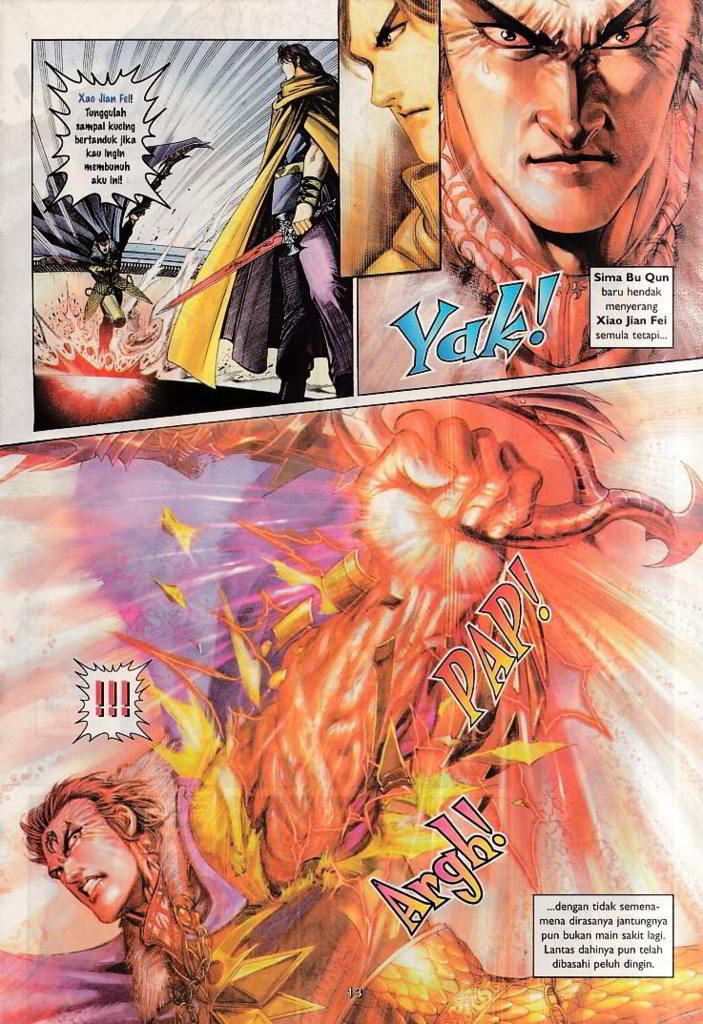 Xao Jian Fei!
Tunggulah
sampai kucing
bertanduk jika
kau ingin
membunuh
aku ini!
Sima Bu Qun
baru hendak
menyerang
Xiao Jian Fei
semula tetapi...
Yak!
PAP!
!!!
Argh!
...dengan tidak semena-
mena dirasanya jantungnya
pun bukan main sakit lagi.
Lantas dahinya pun telah
dibasahi peluh dingin.
13